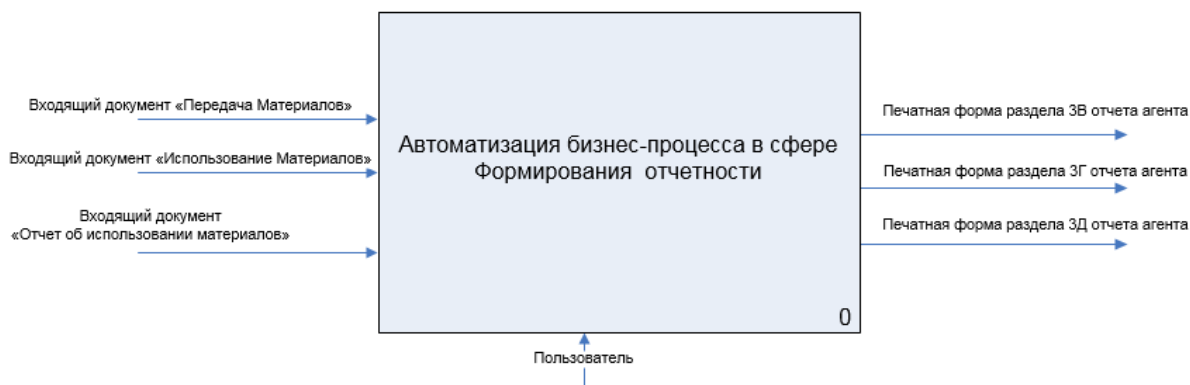 Входящий документ «Передача Материалов»
Входящий документ «Использование Материалов»
Входящий документ
«Отчет об использовании материалов»
Автоматизация бизнес-процесса в сфере
Формирования отчетности
0
Печатная форма раздела 3В отчета агента
Печатная форма раздела 3Г отчета агента
Печатная форма раздела 3Д отчета агента
Пользователь